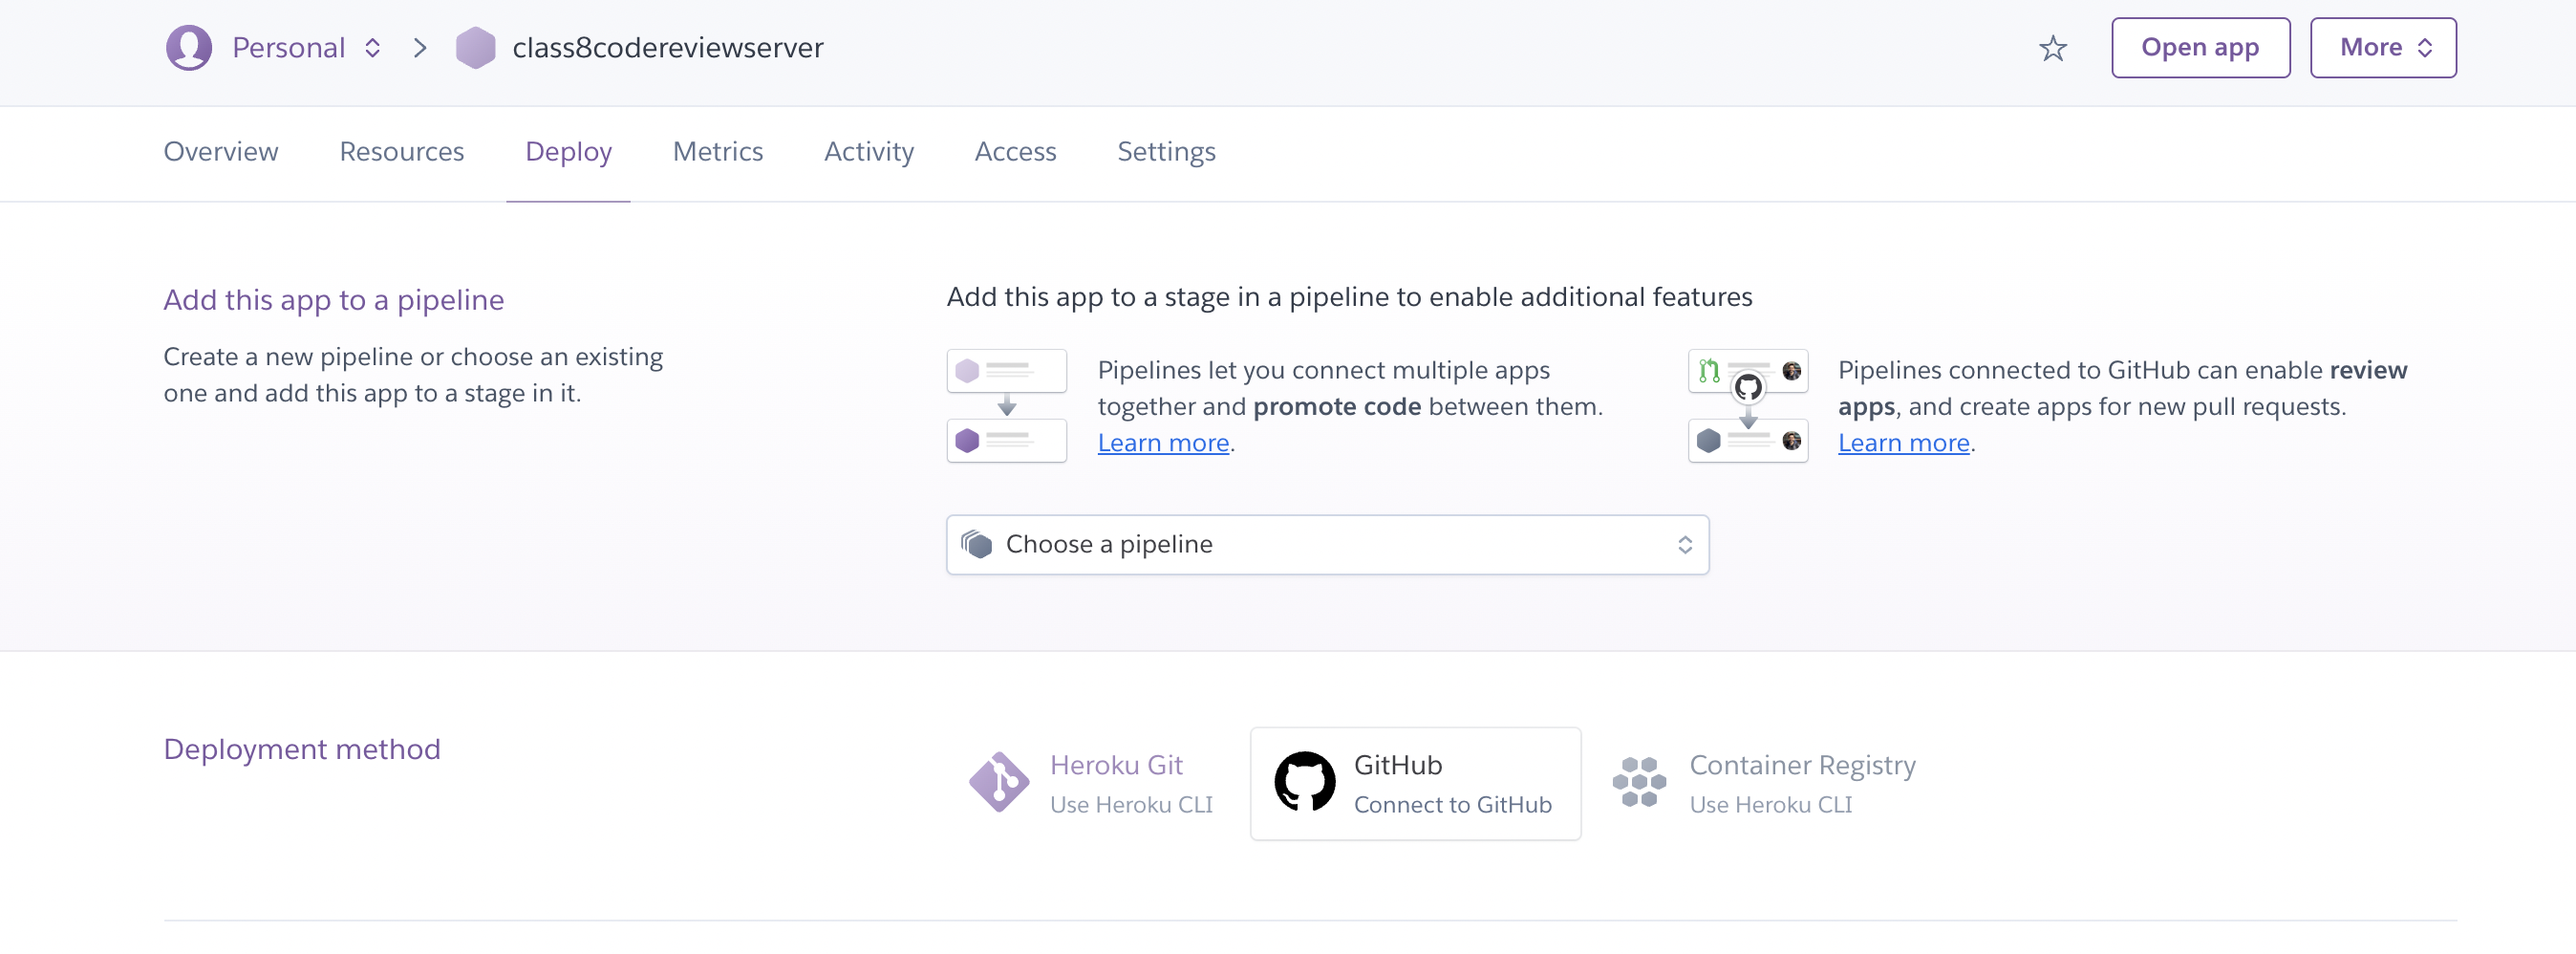 Personal
class8codereviewserver
Open app
More
Overview
Resources
Deploy
Metrics
Activity
Access
Settings
Add this app to a pipeline
Create a new pipeline or choose an existing
one and add this app to a stage in it.
Add this app to a stage in a pipeline to enable additional features
Pipelines let you connect multiple apps
together and promote code between them.
Learn more.
Pipelines connected to GitHub can enable review
apps, and create apps for new pull requests.
Learn more.
Choose a pipeline
Deployment method
Heroku Git
Use Heroku CLI
GitHub
Connect to GitHub
Container Registry
Use Heroku CLI